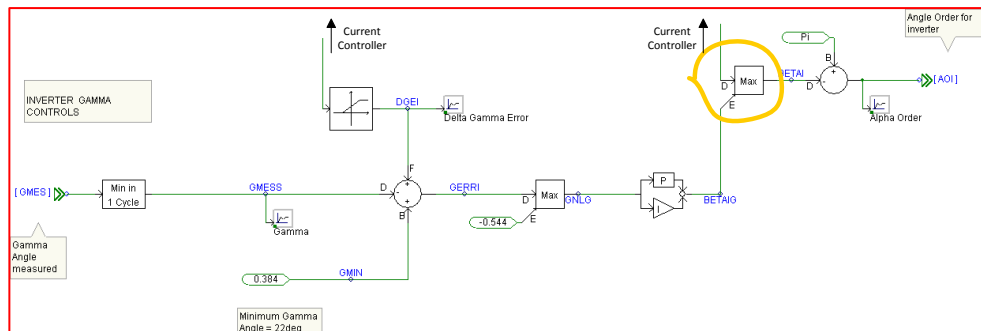 Current
Controller
Current
Controller
Angle Order for
inverter
Pi
B
D
Max
E
BETAI
D
-
+
[AOI]
Alpha Order
INVERTER GAMMA
CONTROLS
DGEI
Delta Gamma Error
F
[GMES]
Min in
1 Cycle
GMESS
D
-
+
+
B
GERRI
D
Max
E
GNLG
P
I
BETAIG
-0.544
Gamma
Gamma
Angle
measured
0.384
GMIN
Minimum Gamma
Angle = 22deg